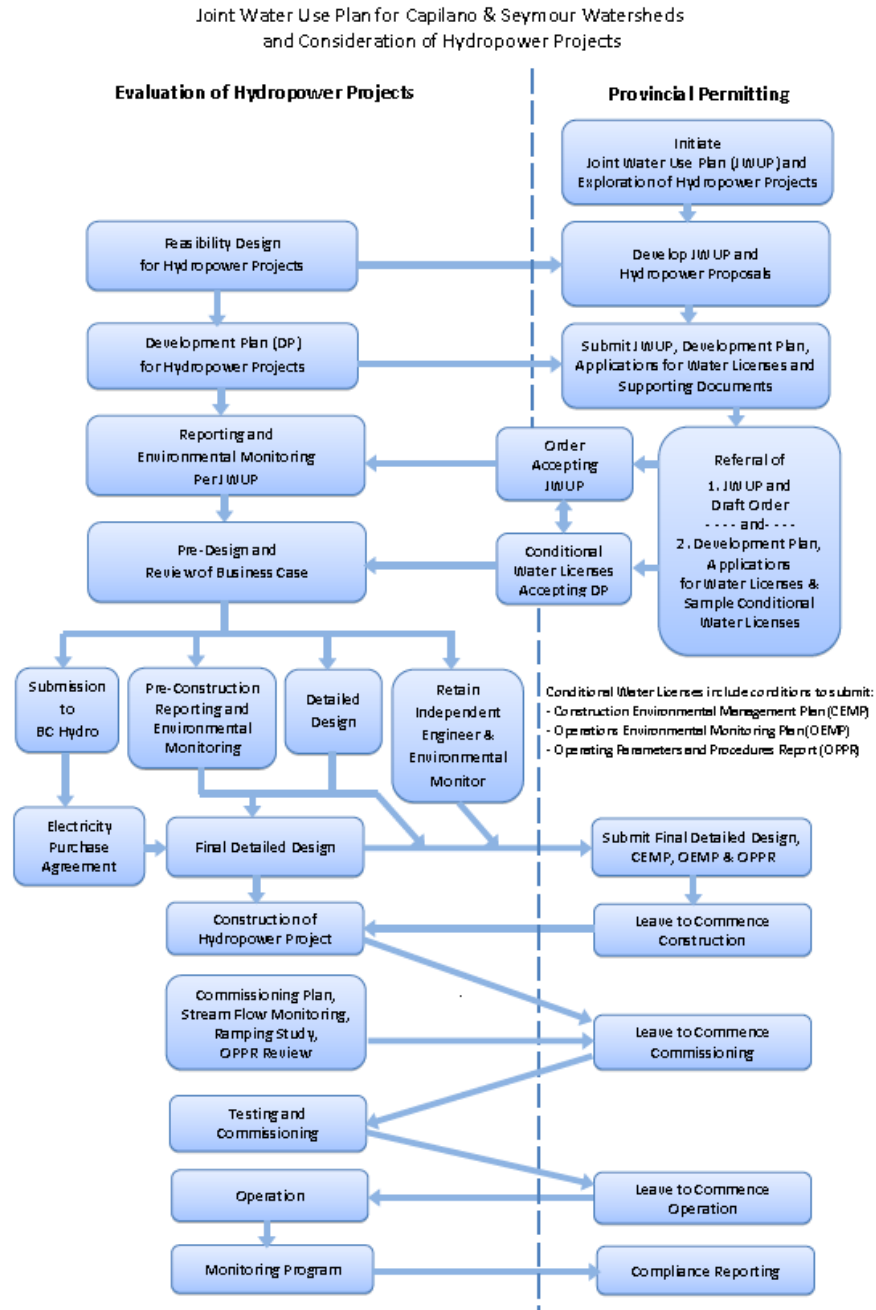 Joint Water Use Plan for Capilano & Seymour Watersheds
and Consideration of Hydropower Projects
Evaluation of Hydropower Projects
Provincial Permitting
Initiate
Joint Water Use Plan (JWUP) and
Exploration of Hydropower Projects
Feasibility Design
for Hydropower Projects
Develop JWUP and
Hydropower Proposals
Development Plan (DP)
for Hydropower Projects
Submit JWUP, Development Plan,
Applications for Water Licenses and
Supporting Documents
Reporting and
Environmental Monitoring
Per JWUP
Order
Accepting
JWUP
Referral of
1. JWUP and
Draft Order
- - - - and- - - -
2. Development Plan,
Applications
for Water Licenses &
Sample Conditional
Water Licenses
Pre-Design and
Review of Business Case
Conditional
Water Licenses
Accepting DP
Submission
to
BC Hydro
Pre-Construction
Reporting and
Environmental
Monitoring
Detailed
Design
Retain
Independent
Engineer &
Environmental
Monitor
Conditional Water Licenses include conditions to submit:
- Construction Environmental Management Plan (CEMP)
- Operations Environmental Monitoring Plan (OEMP)
- Operating Parameters and Procedures Report (OPPR)
Electricity
Purchase
Agreement
Final Detailed Design
Submit Final Detailed Design,
CEMP, OEMP & OPPR
Construction of
Hydropower Project
Leave to Commence
Construction
Commissioning Plan,
Stream Flow Monitoring,
Ramping Study,
OPPR Review
Leave to Commence
Commissioning
Testing and
Commissioning
Operation
Leave to Commence
Operation
Monitoring Program
Compliance Reporting